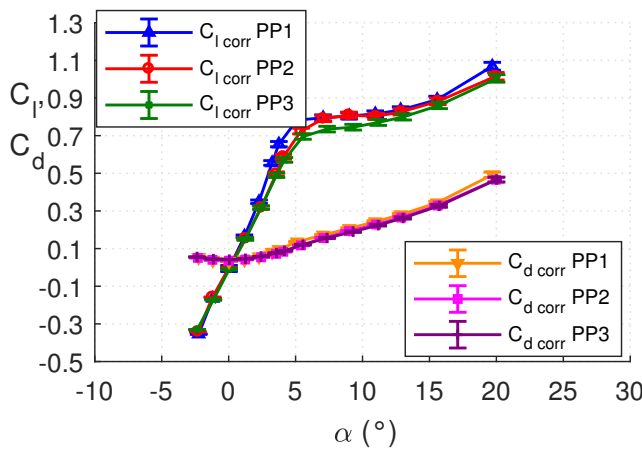 1.3
1.1
0.9
0.7
0.5
0.3
0.1
-0.1
-0.3
-0.5
C_l,
C_d
C_l corr PP1
C_l corr PP2
C_l corr PP3
C_d corr PP1
C_d corr PP2
C_d corr PP3
-10 -5 0 5 10 15 20 25 30
α (°)